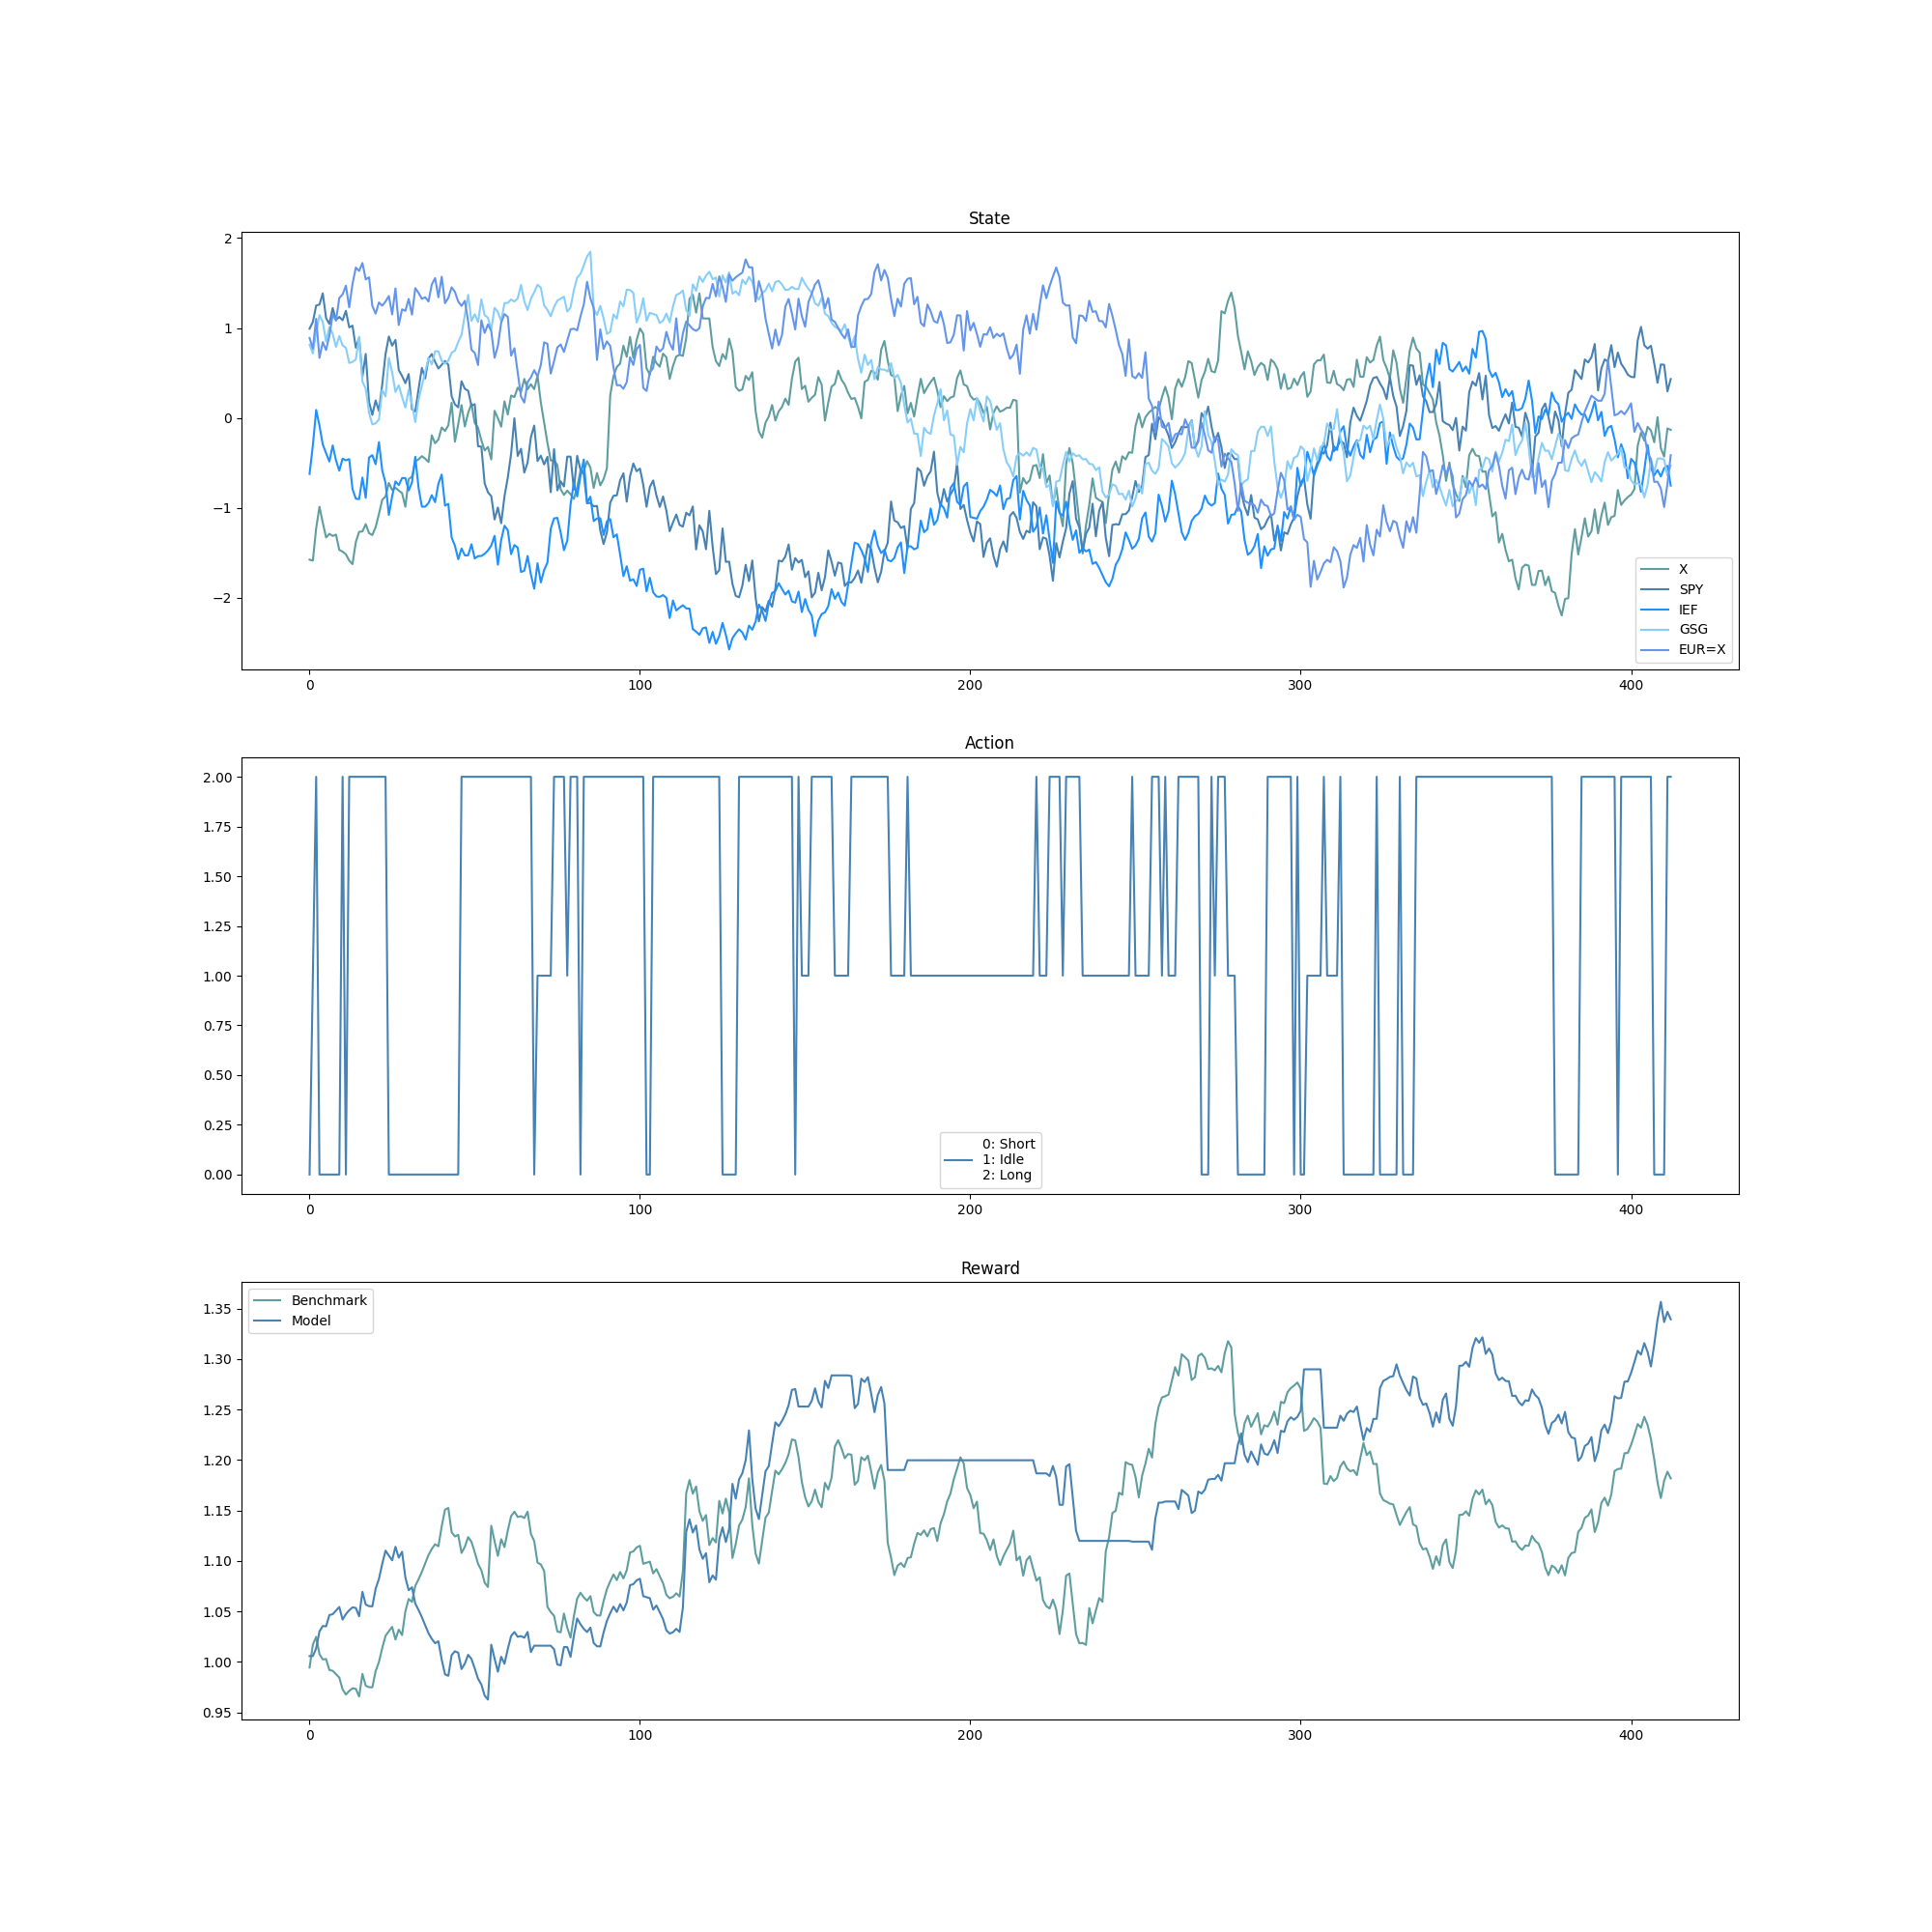 State
2
1
0
−1
−2
X
SPY
IEF
GSG
EUR=X
0 100 200 300 400
Action
2.00
1.75
1.50
1.25
1.00
0.75
0.50
0.25
0.00
0: Short
1: Idle
2: Long
0 100 200 300 400
Reward
Benchmark
Model
1.35
1.30
1.25
1.20
1.15
1.10
1.05
1.00
0.95
0 100 200 300 400